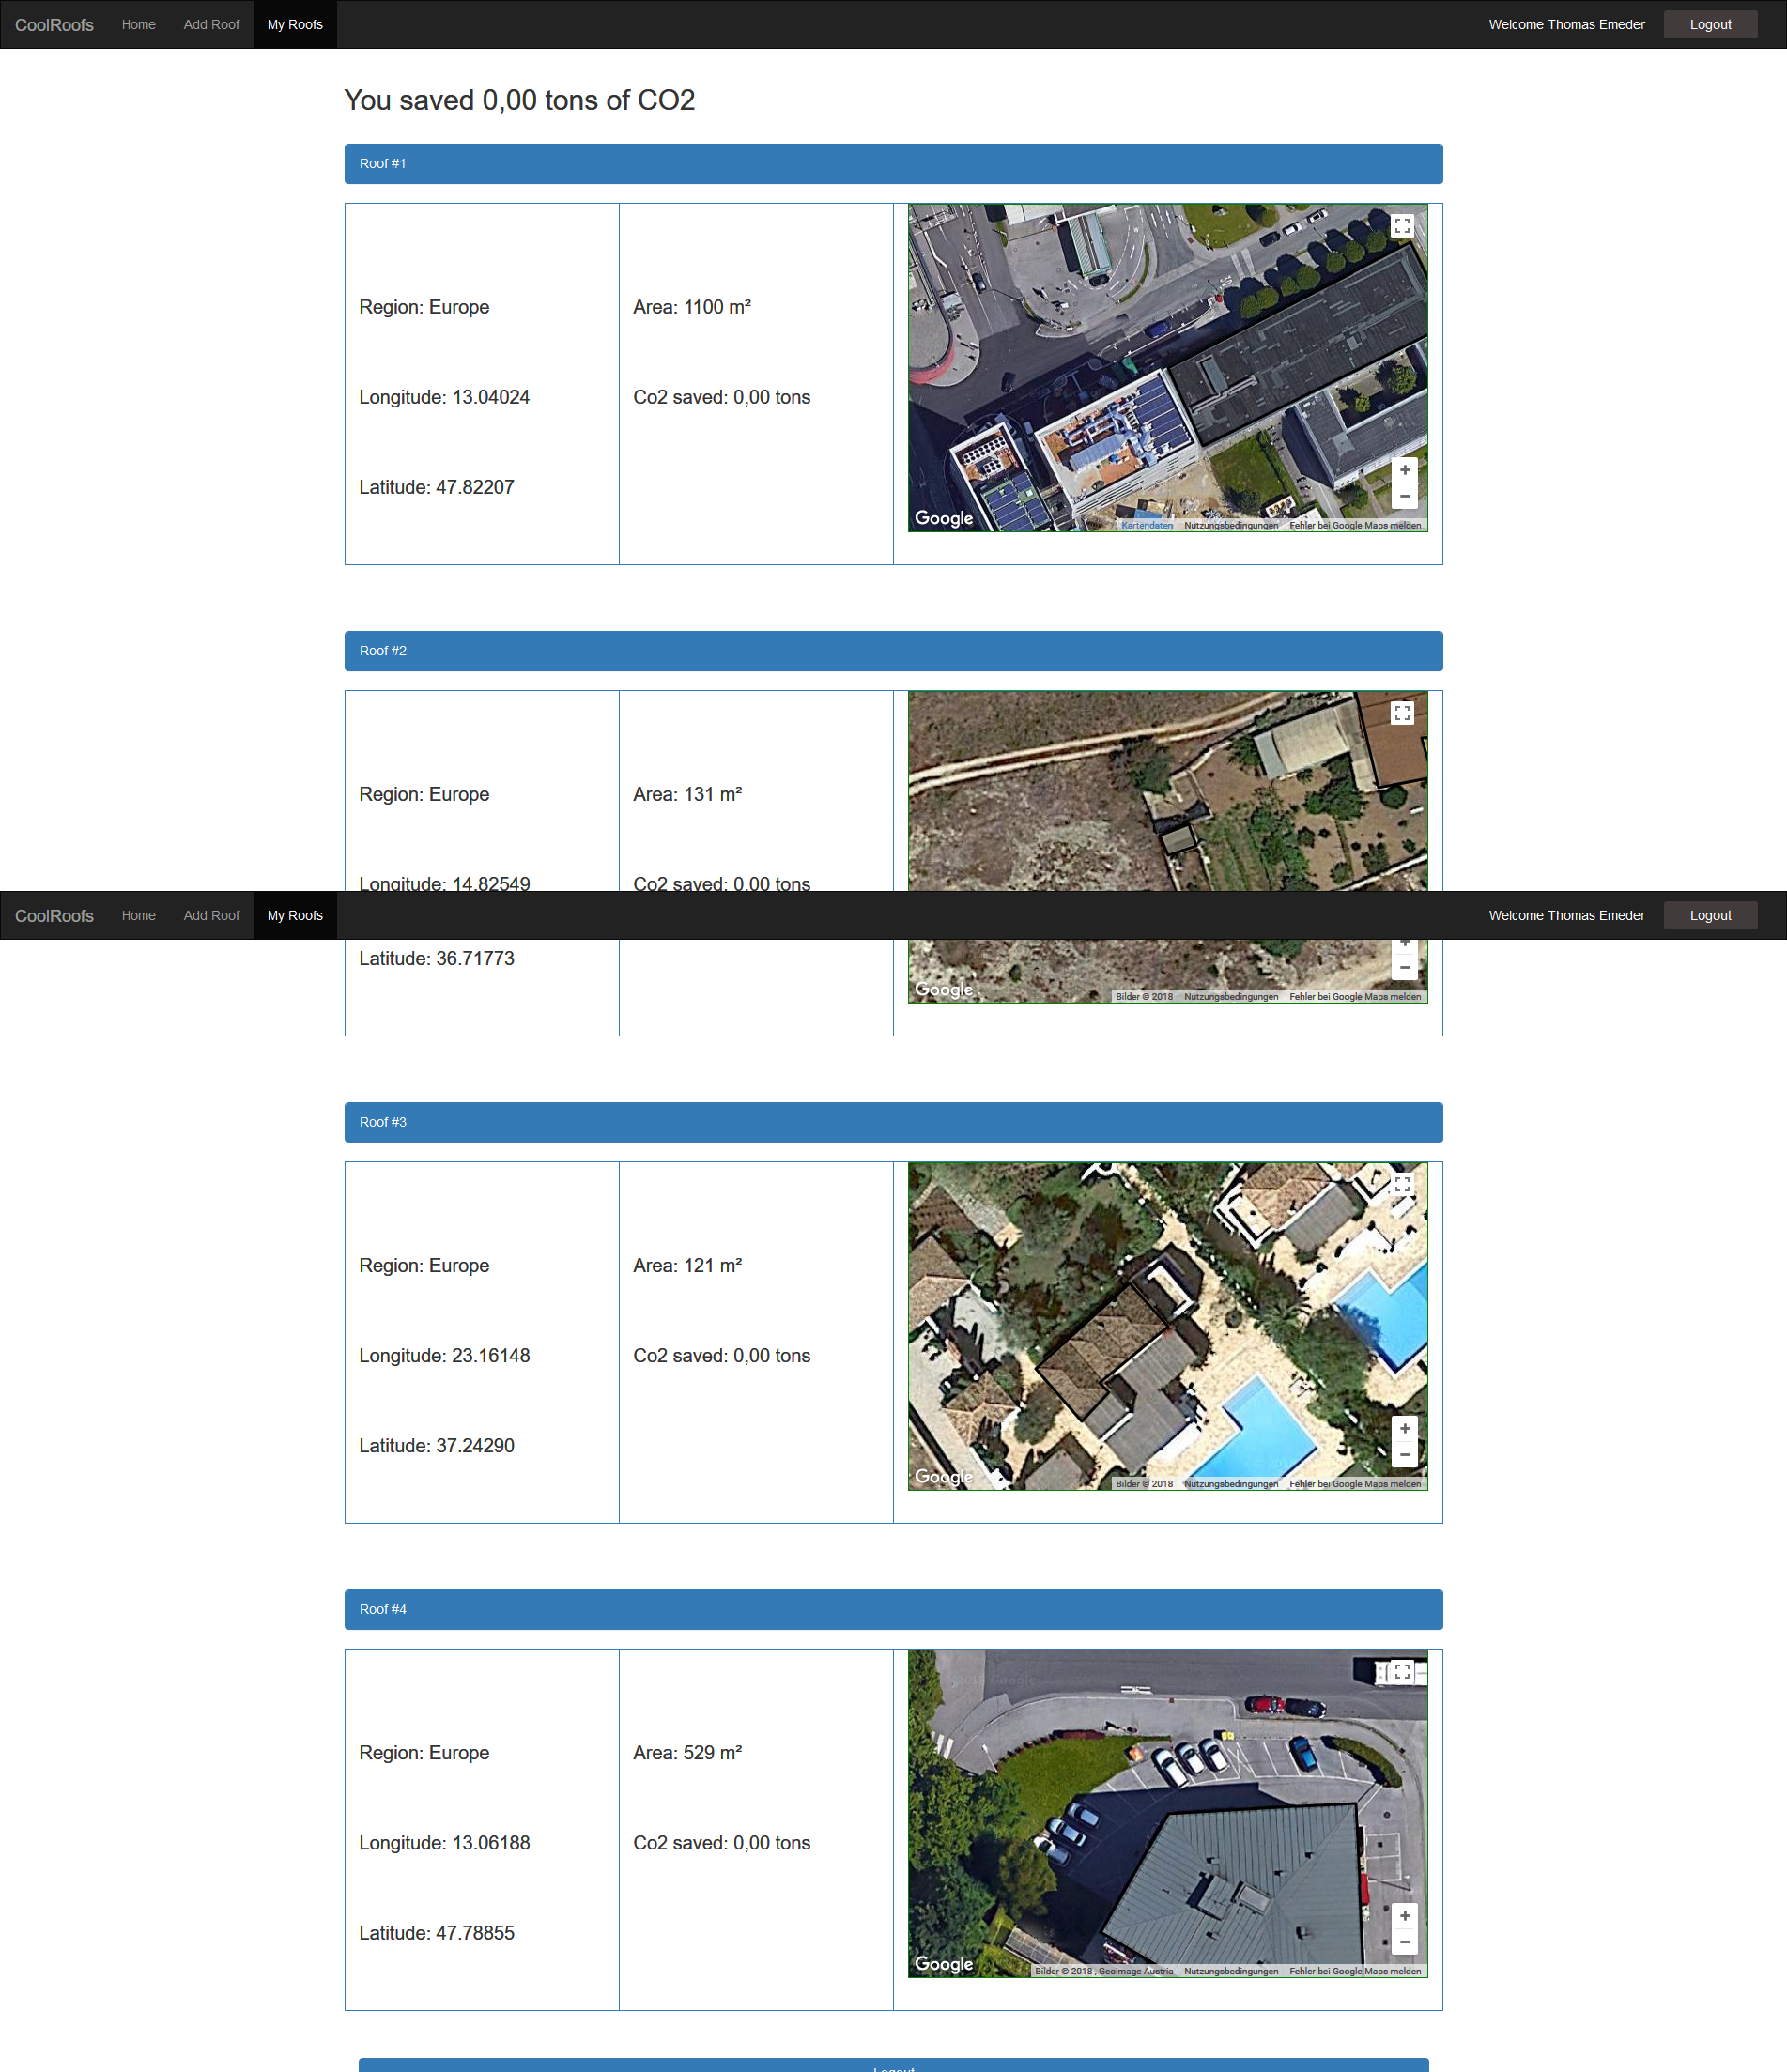 CoolRoofs Home Add Roof My Roofs Welcome Thomas Emeder Logout
You saved 0,00 tons of CO2
Roof #1
Region: Europe Area: 1100 m²
Longitude: 13.04024 Co2 saved: 0,00 tons
Latitude: 47.82207
Google Kartendaten Nutzungsbedingungen Fehler bei Google Maps melden
Roof #2
Region: Europe Area: 131 m²
Longitude: 14.82549 Co2 saved: 0,00 tons
CoolRoofs Home Add Roof My Roofs Welcome Thomas Emeder Logout
Latitude: 36.71773
Google Bilder © 2018 Nutzungsbedingungen Fehler bei Google Maps melden
Roof #3
Region: Europe Area: 121 m²
Longitude: 23.16148 Co2 saved: 0,00 tons
Latitude: 37.24290
Google Bilder © 2018 Nutzungsbedingungen Fehler bei Google Maps melden
Roof #4
Region: Europe Area: 529 m²
Longitude: 13.06188 Co2 saved: 0,00 tons
Latitude: 47.78855
Google Bilder © 2018 , Geoimage Austria Nutzungsbedingungen Fehler bei Google Maps melden
Logout